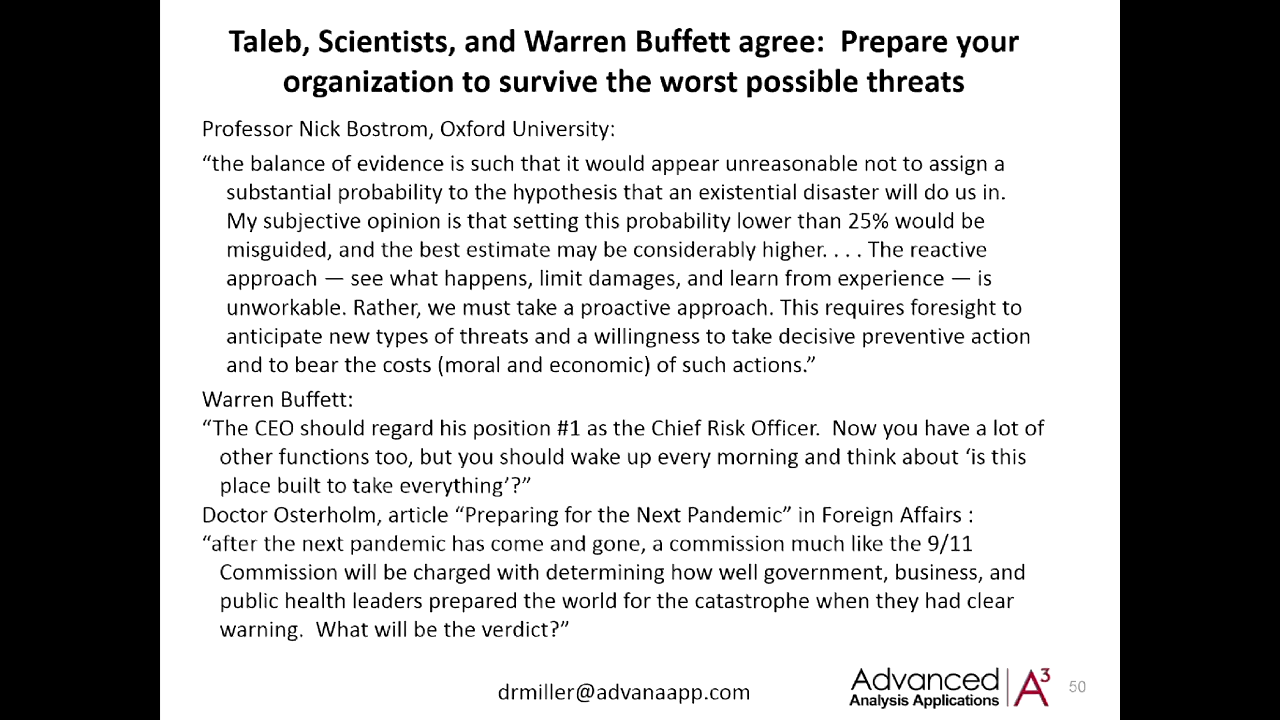 Taleb, Scientists, and Warren Buffett agree:  Prepare your
organization to survive the worst possible threats
Professor Nick Bostrom, Oxford University:
“the balance of evidence is such that it would appear unreasonable not to assign a
substantial probability to the hypothesis that an existential disaster will do us in.
My subjective opinion is that setting this probability lower than 25% would be
misguided, and the best estimate may be considerably higher. . . . The reactive
approach — see what happens, limit damages, and learn from experience — is
unworkable. Rather, we must take a proactive approach. This requires foresight to
anticipate new types of threats and a willingness to take decisive preventive action
and to bear the costs (moral and economic) of such actions.”
Warren Buffett:
“The CEO should regard his position #1 as the Chief Risk Officer.  Now you have a lot of
other functions too, but you should wake up every morning and think about ‘is this
place built to take everything’?”
Doctor Osterholm, article “Preparing for the Next Pandemic” in Foreign Affairs :
“after the next pandemic has come and gone, a commission much like the 9/11
Commission will be charged with determining how well government, business, and
public health leaders prepared the world for the catastrophe when they had clear
warning.  What will be the verdict?”
drmiller@advanaapp.com
Advanced
Analysis Applications
A3
50